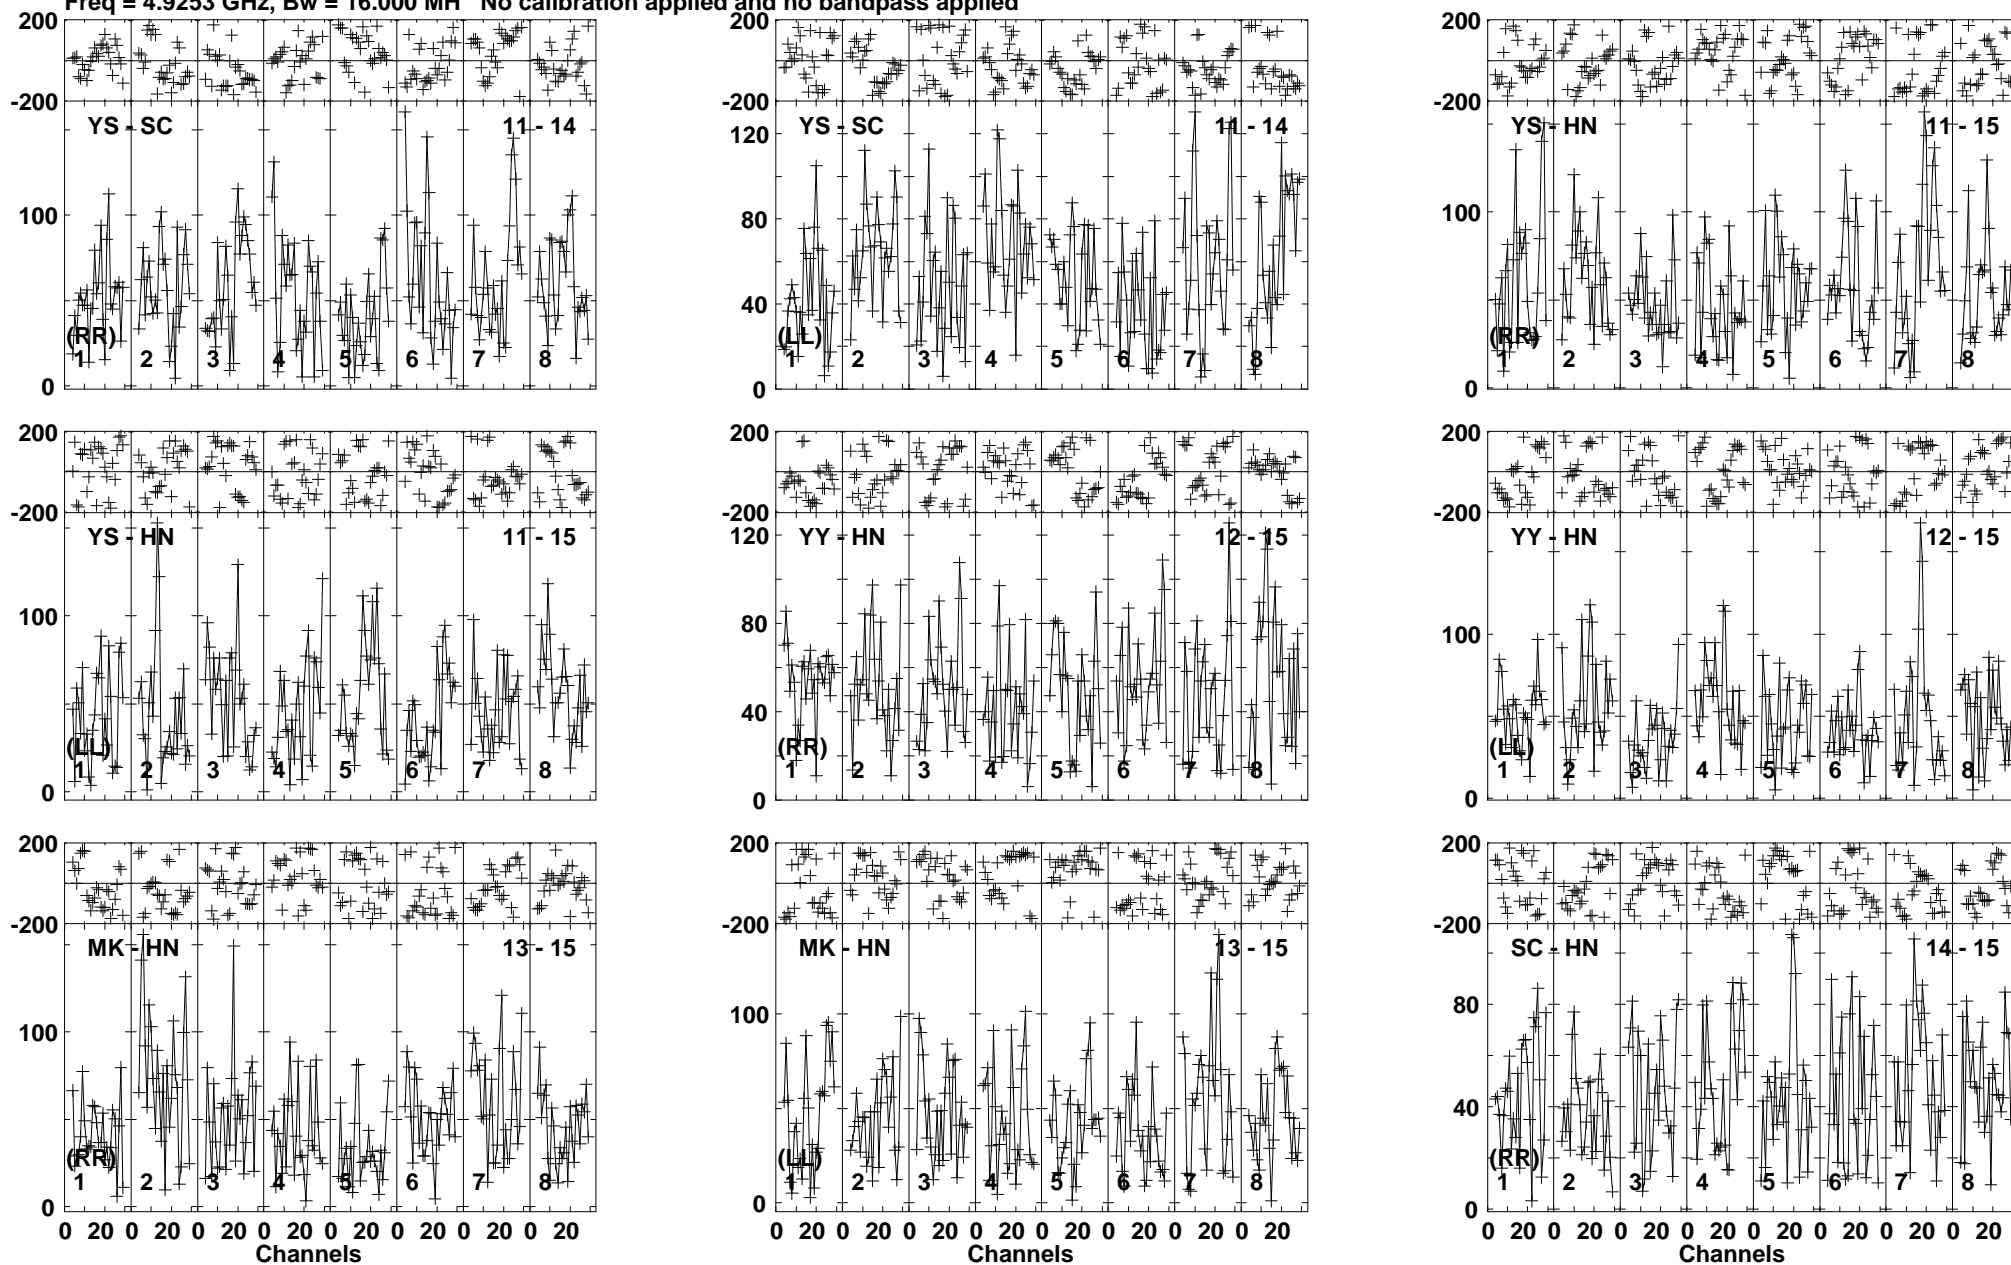 Freq = 4.9253 GHz, Bw = 16.000 MH No calibration applied and no bandpass applied
200 200 200
-200 -200 -200
YS - SC 11 - 14 YS - SC 11 - 14 YS - HN 11 - 15
120
100 80 100
40
(RR) (LL) (RR)
1 2 3 4 5 6 7 8 1 2 3 4 5 6 7 8 1 2 3 4 5 6 7 8
0 0 0
200 200 200
-200 -200 -200
YS - HN 11 - 15 YY - HN 12 - 15 YY - HN 12 - 15
120
100 80 100
40
(LL) (RR) (LL)
1 2 3 4 5 6 7 8 1 2 3 4 5 6 7 8 1 2 3 4 5 6 7 8
0 0 0
200 200 200
-200 -200 -200
MK - HN 13 - 15 MK - HN 13 - 15 SC - HN 14 - 15
100 100 80
40
(RR) (LL) (RR)
1 2 3 4 5 6 7 8 1 2 3 4 5 6 7 8 1 2 3 4 5 6 7 8
0 0 0
0 20 0 20 0 20 0 20 0 20 0 20 0 20 0 20 0 20 0 20 0 20 0 20 0 20 0 20 0 20 0 20 0 20 0 20 0 20 0 20 0 20 0 20 0 20 0 20
Channels Channels Channels